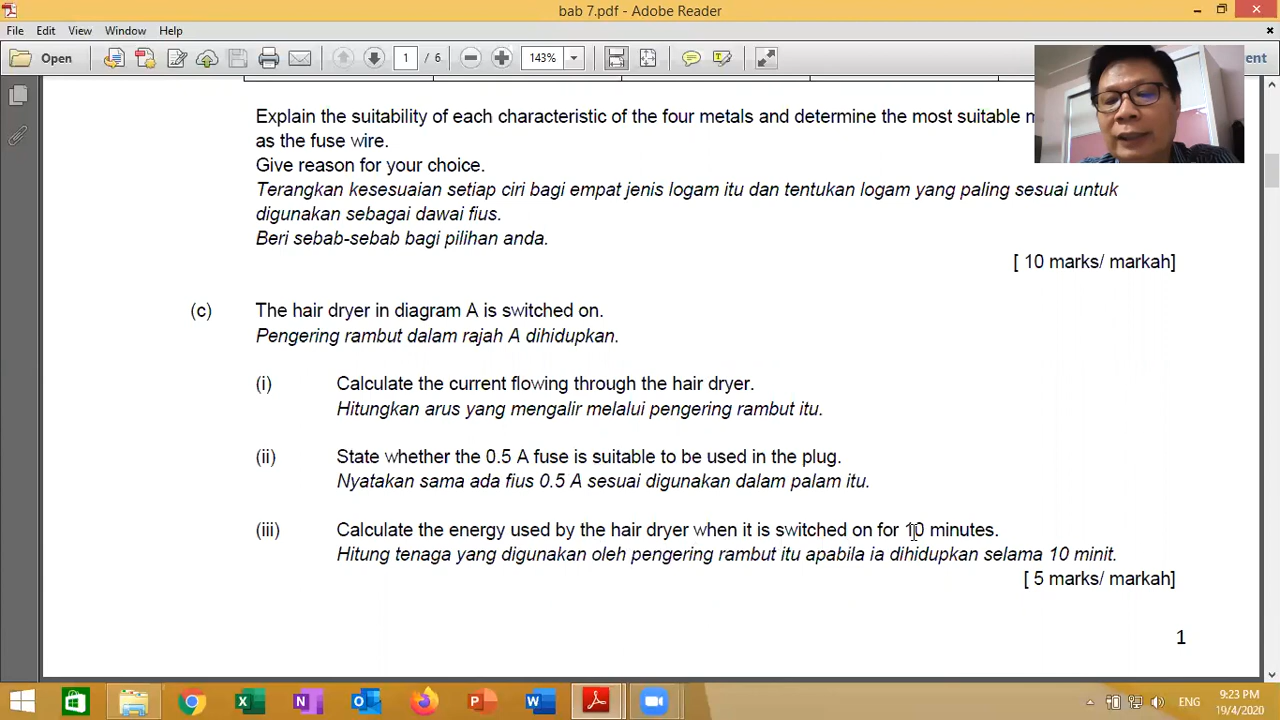 bab 7.pdf - Adobe Reader
File Edit View Window Help
Open 1 / 6 143%
Explain the suitability of each characteristic of the four metals and determine the most suitable
as the fuse wire.
Give reason for your choice.
Terangkan kesesuaian setiap ciri bagi empat jenis logam itu dan tentukan logam yang paling sesuai untuk
digunakan sebagai dawai fius.
Beri sebab-sebab bagi pilihan anda.
[ 10 marks/ markah]
(c) The hair dryer in diagram A is switched on.
Pengering rambut dalam rajah A dihidupkan.
(i) Calculate the current flowing through the hair dryer.
Hitungkan arus yang mengalir melalui pengering rambut itu.
(ii) State whether the 0.5 A fuse is suitable to be used in the plug.
Nyatakan sama ada fius 0.5 A sesuai digunakan dalam palam itu.
(iii) Calculate the energy used by the hair dryer when it is switched on for 10 minutes.
Hitung tenaga yang digunakan oleh pengering rambut itu apabila ia dihidupkan selama 10 minit.
[ 5 marks/ markah]
1
ENG
9:23 PM
19/4/2020